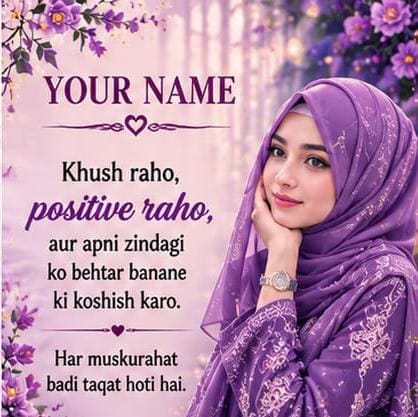 YOUR NAME
Khush raho,
positive raho,
aur apni zindagi
ko behtar banane
ki koshish karo.
Har muskurahat
badi taqat hoti hai.